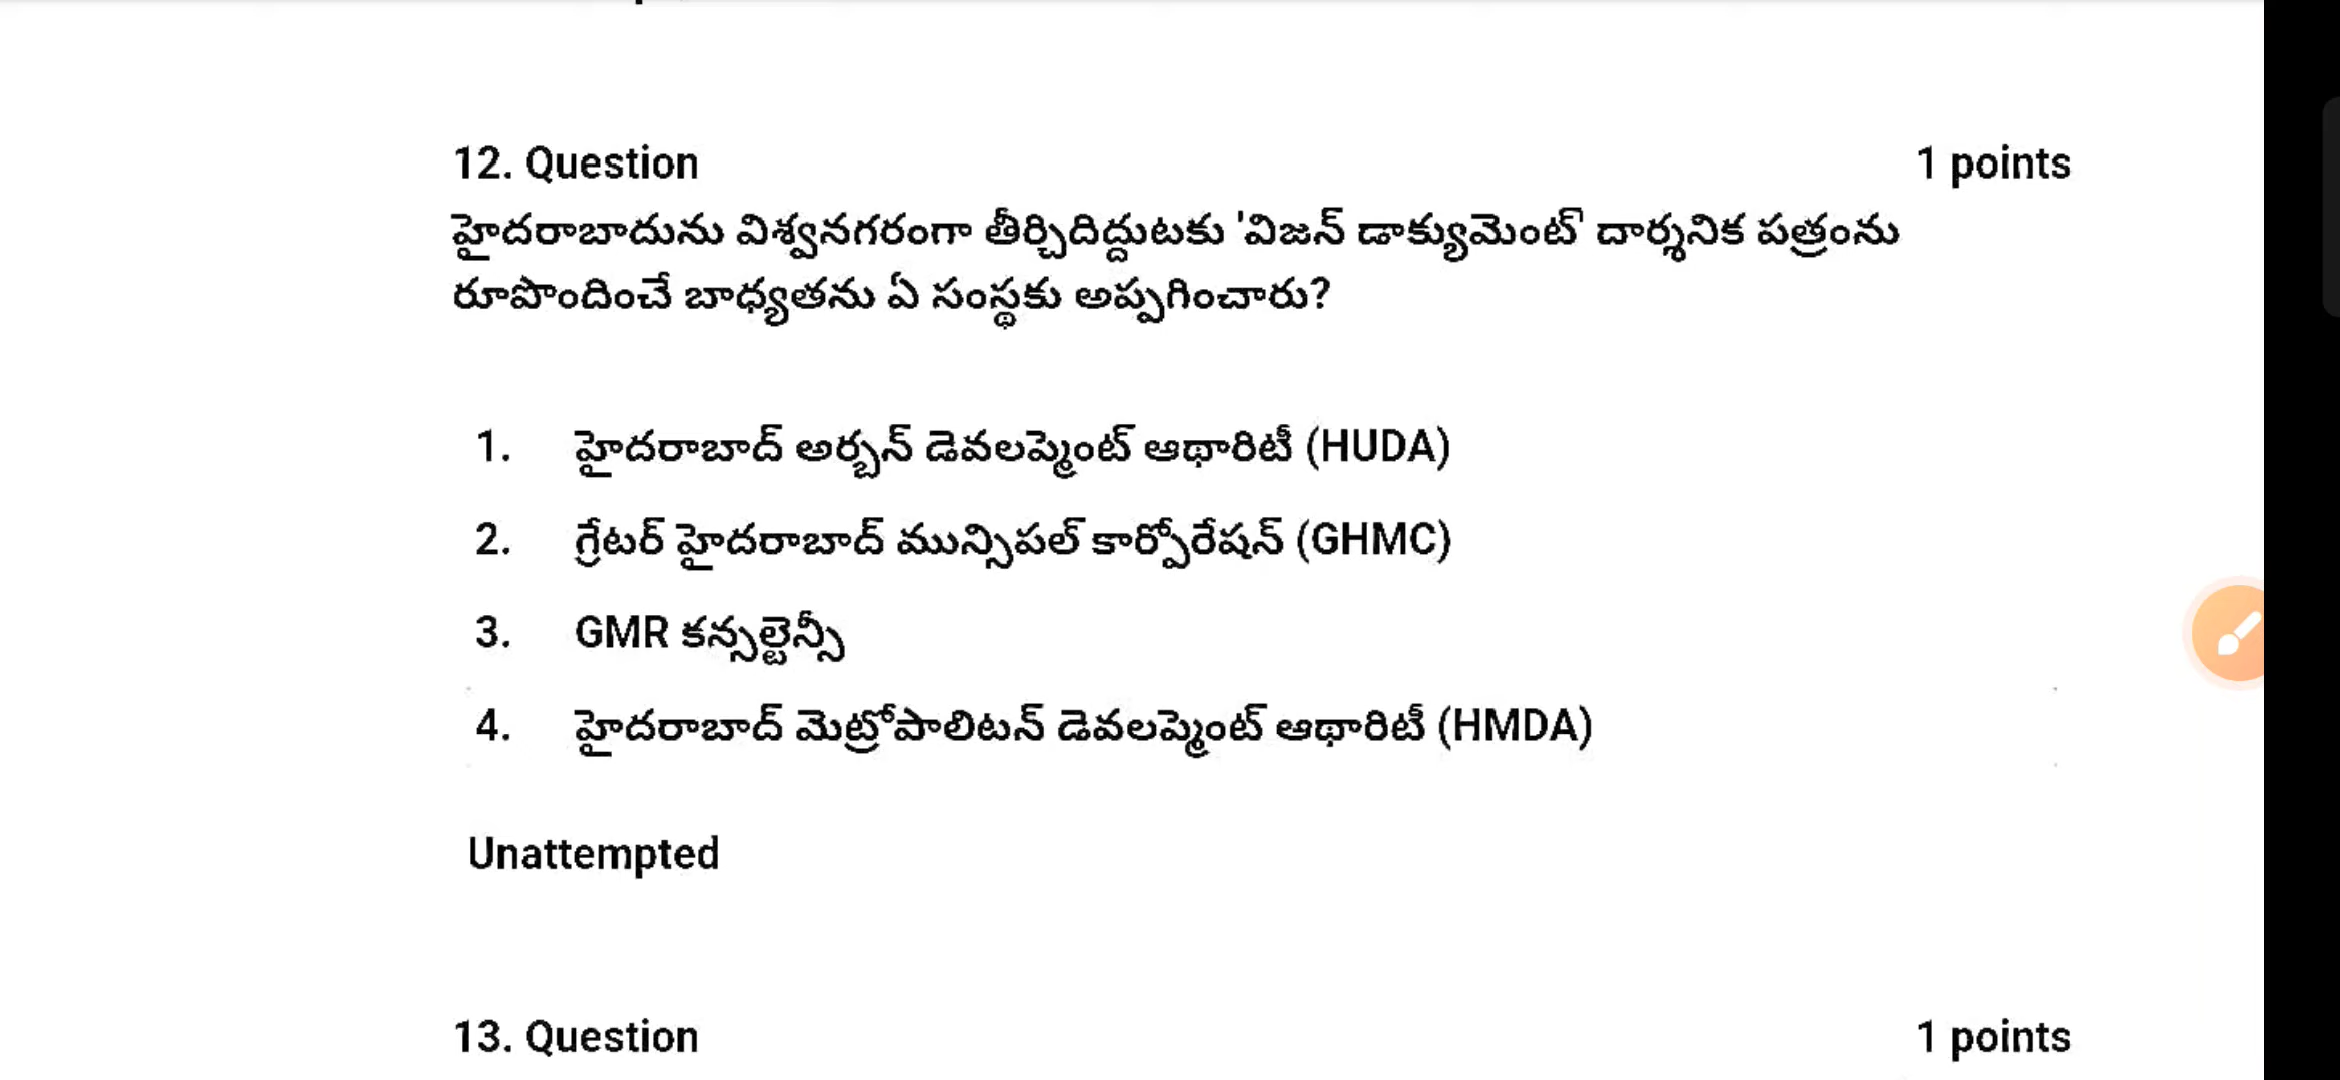 12. Question 1 points
హైదరాబాదును విశ్వనగరంగా తీర్చిదిద్దుటకు 'విజన్ డాక్యుమెంట్' దార్శనిక పత్రంను
రూపొందించే బాధ్యతను ఏ సంస్థకు అప్పగించారు?
1. హైదరాబాద్ అర్బన్ డెవలప్మెంట్ ఆథారిటీ (HUDA)
2. గ్రేటర్ హైదరాబాద్ మున్సిపల్ కార్పోరేషన్ (GHMC)
3. GMR కన్సల్టెన్సీ
4. హైదరాబాద్ మెట్రోపాలిటన్ డెవలప్మెంట్ ఆథారిటీ (HMDA)
Unattempted
13. Question 1 points